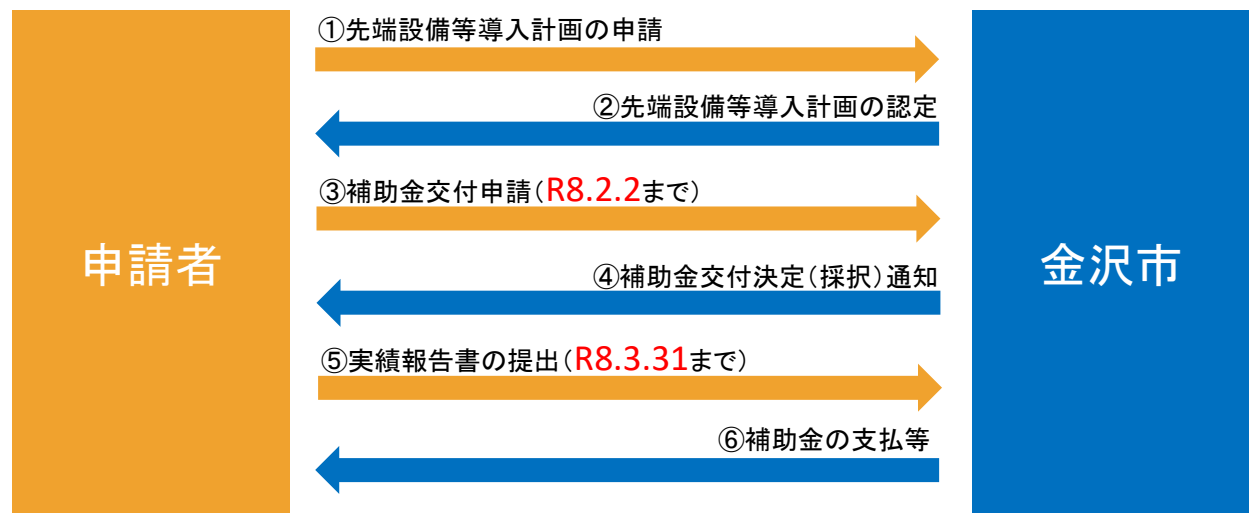 ①先端設備等導入計画の申請
②先端設備等導入計画の認定
③補助金交付申請(R8.2.2まで)
申請者
金沢市
④補助金交付決定(採択)通知
⑤実績報告書の提出(R8.3.31まで)
⑥補助金の支払等